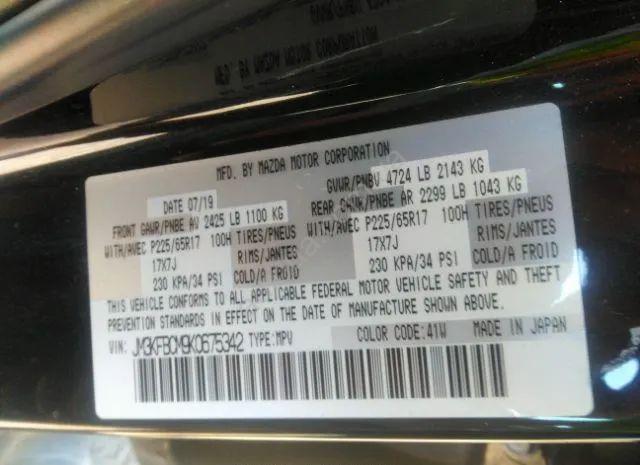 MFD. BY MAZDA MOTOR CORPORATION
DATE 07/19 GVWR/PNBV 4724 LB 2143 KG
FRONT GAWR/PNBE AV 2425 LB 1100 KG REAR GAWR/PNBE AR 2299 LB 1043 KG
WITH/AVEC P225/65R17 100H TIRES/PNEUS WITH/AVEC P225/65R17 100H TIRES/PNEUS
17X7J RIMS/JANTES 17X7J RIMS/JANTES
230 KPA/34 PSI COLD/A FROID 230 KPA/34 PSI COLD/A FROID
THIS VEHICLE CONFORMS TO ALL APPLICABLE FEDERAL MOTOR VEHICLE SAFETY AND THEFT
PREVENTION STANDARDS IN EFFECT ON THE DATE OF MANUFACTURE SHOWN ABOVE.
VIN: JM3KFBCM9K0675342 TYPE: MPV COLOR CODE: 41W MADE IN JAPAN